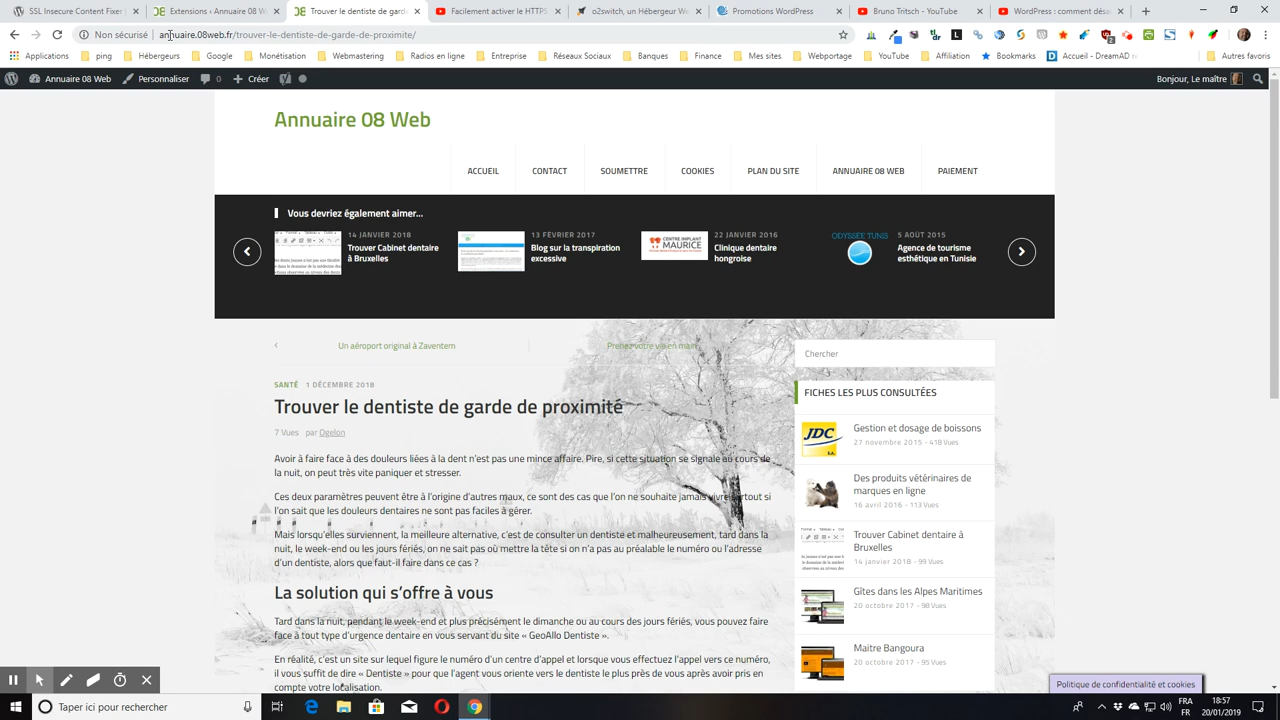 SSL Insecure Content Fixer
Extensions ‹ Annuaire 08 W
Trouver le dentiste de garde
Facilement activer le HTTPS
o2switch, un Hébergeur We
Promotions WordPress
Bruno Tritsch - WordPress
WordPress : comment dés
Non sécurisé | annuaire.08web.fr/trouver-le-dentiste-de-garde-de-proximite/
Applications ping Hébergeurs Google Monétisation Webmastering Radios en ligne Entreprise Réseaux Sociaux Banques Finance Mes sites Webportage YouTube Affiliation Bookmarks Accueil - DreamAD Autres favoris
Annuaire 08 Web Personnaliser 0 Créer Bonjour, Le maître
Annuaire 08 Web
ACCUEIL CONTACT SOUMETTRE COOKIES PLAN DU SITE ANNUAIRE 08 WEB PAIEMENT
Vous devriez également aimer...
14 JANVIER 2018
Trouver Cabinet dentaire
à Bruxelles
13 FÉVRIER 2017
Blog sur la transpiration
excessive
CENTRE IMPLANT
MAURICE
22 JANVIER 2016
Clinique dentaire
hongroise
ODYSSÉE TUNIS
5 AOÛT 2015
Agence de tourisme
esthétique en Tunisie
Un aéroport original à Zaventem
Prenez votre vie en main
SANTÉ 1 DÉCEMBRE 2018
Trouver le dentiste de garde de proximité
7 Vues par Ogelon
Avoir à faire face à des douleurs liées à la dent n'est pas une mince affaire. Pire, si cette situation se signale au cours de
la nuit, on peut très vite paniquer et stresser.
Ces deux paramètres peuvent être à l'origine d'autres maux, ce sont des cas que l'on ne souhaite jamais vivre surtout si
l'on sait que les douleurs dentaires ne sont pas faciles à gérer.
Mais lorsqu'elles surviennent, la meilleure alternative, c'est de consulter un dentiste et malheureusement, tard dans la
nuit, le week-end ou les jours fériés, on ne sait pas où mettre la tête si on n'a pas au préalable le numéro ou l'adresse
d'un dentiste, alors que faut-il faire dans ce cas ?
La solution qui s'offre à vous
Tard dans la nuit, pendant le week-end et plus précisément le dimanche ou au cours des jours fériés, vous pouvez faire
face à tout type d'urgence dentaire en vous servant du site « GeoAllo Dentiste ».
En réalité, c'est un site sur lequel figure le numéro d'un centre d'appel et lorsque vous effectuez l'appel vers ce numéro,
il vous suffit de dire « Dentiste » pour que l'agent vous oriente vers le dentiste le plus près de vous après avoir pris en
compte votre localisation.
Chercher
FICHES LES PLUS CONSULTÉES
JDC
Gestion et dosage de boissons
27 novembre 2015 - 418 Vues
Des produits vétérinaires de
marques en ligne
16 avril 2016 - 113 Vues
Trouver Cabinet dentaire à
Bruxelles
14 janvier 2018 - 99 Vues
Gîtes dans les Alpes Maritimes
20 octobre 2017 - 98 Vues
Maitre Bangoura
20 octobre 2017 - 95 Vues
Politique de confidentialité et cookies
Taper ici pour rechercher
FRA
FR
18:57
20/01/2019